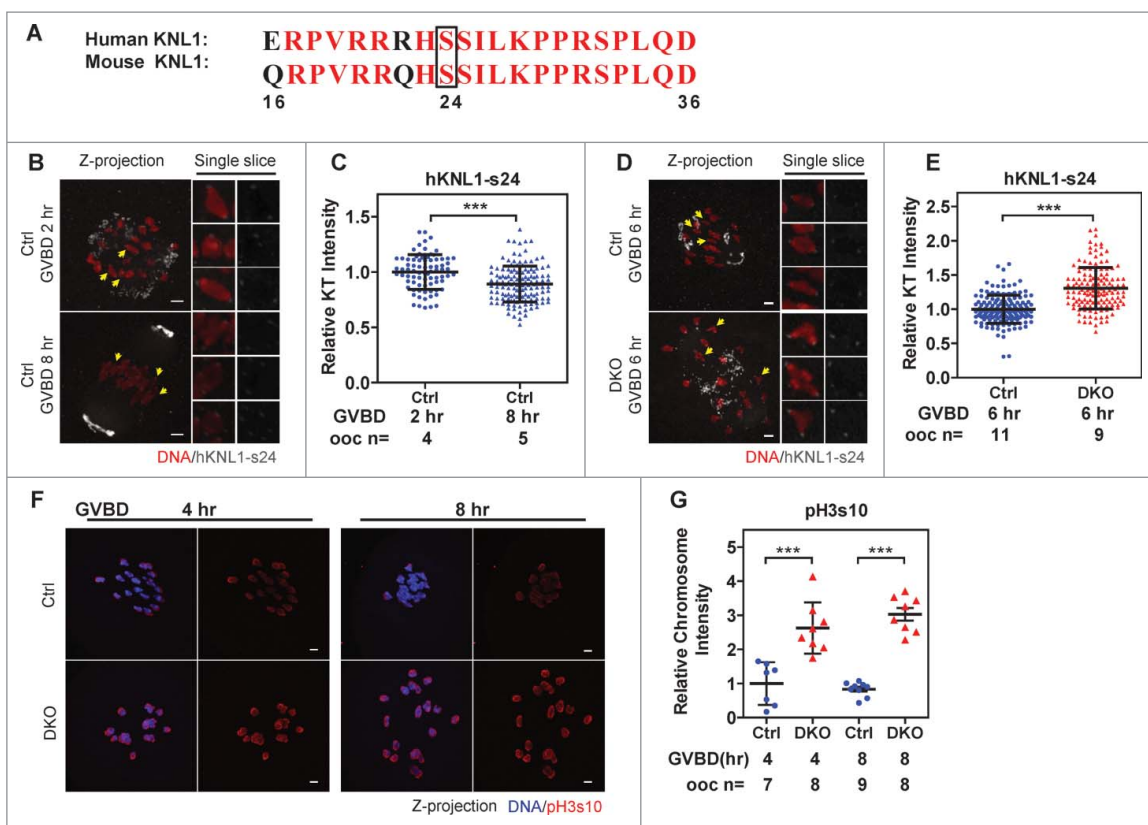 A
Human KNL1: ERPVRRRHSSILKPPRSPLQD
Mouse KNL1: QRPVRRQHSSILKPPRSPLQD
16 24 36
B
Z-projection Single slice
Ctrl
GVBD 2 hr
Ctrl
GVBD 8 hr
DNA/hKNL1-s24
C
hKNL1-s24
Relative KT Intensity
1.5
1.0
0.5
0.0
***
Ctrl Ctrl
GVBD 2 hr 8 hr
ooc n= 4 5
D
Z-projection Single slice
Ctrl
GVBD 6 hr
DKO
GVBD 6 hr
DNA/hKNL1-s24
E
hKNL1-s24
Relative KT Intensity
2.5
2.0
1.5
1.0
0.5
0.0
***
Ctrl DKO
GVBD 6 hr 6 hr
ooc n= 11 9
F
GVBD 4 hr 8 hr
Ctrl
DKO
Z-projection DNA/pH3s10
G
pH3s10
Relative Chromosome
Intensity
5
4
3
2
1
0
*** ***
Ctrl DKO Ctrl DKO
GVBD(hr) 4 4 8 8
ooc n= 7 8 9 8